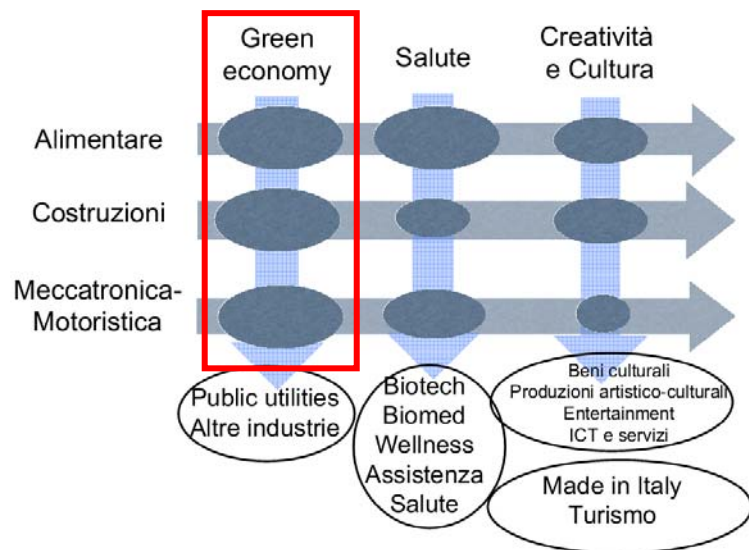 Green
economy
Salute
Creatività
e Cultura
Alimentare
Costruzioni
Meccatronica-
Motoristica
Public utilities
Altre industrie
Biotech
Biomed
Wellness
Assistenza
Salute
Beni culturali
Produzioni artistico-culturali
Entertainment
ICT e servizi
Made in Italy
Turismo